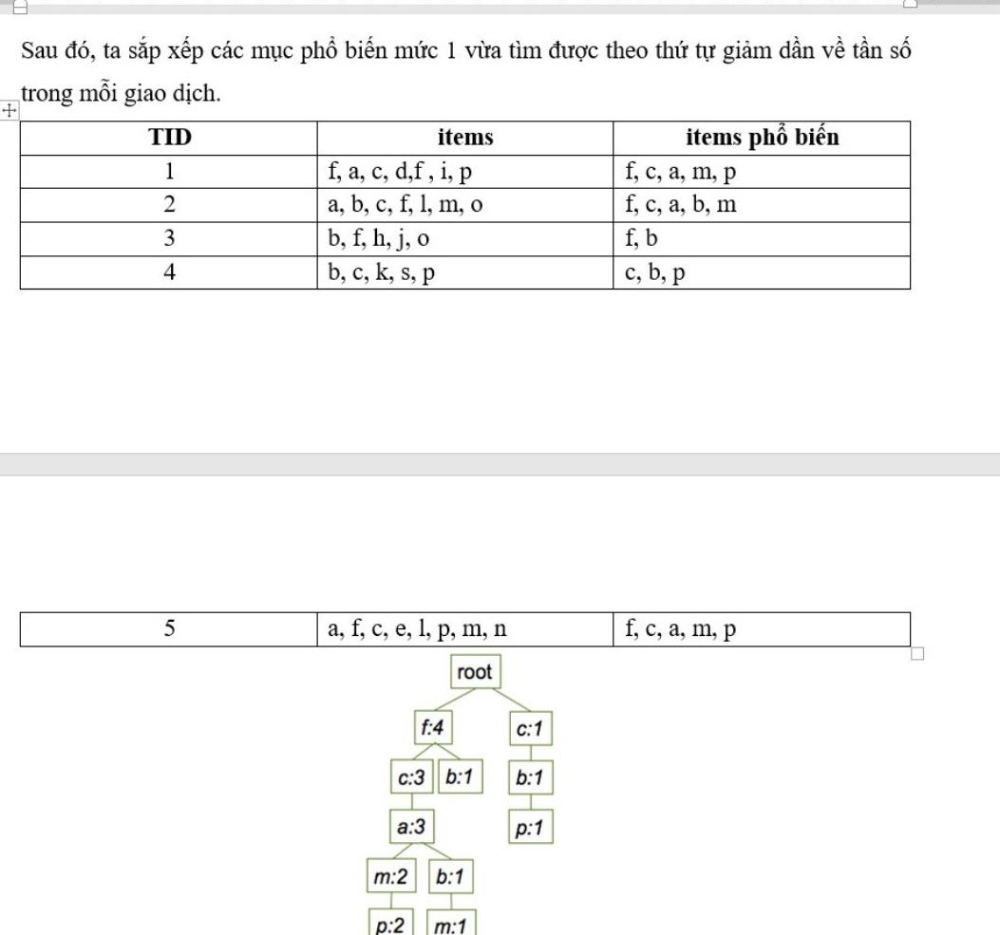 Sau đó, ta sắp xếp các mục phổ biến mức 1 vừa tìm được theo thứ tự giảm dần về tần số
trong mỗi giao dịch.
TID items items phổ biến
1 f, a, c, d,f , i, p f, c, a, m, p
2 a, b, c, f, l, m, o f, c, a, b, m
3 b, f, h, j, o f, b
4 b, c, k, s, p c, b, p
5 a, f, c, e, l, p, m, n f, c, a, m, p
root
f:4 c:1
c:3 b:1 b:1
a:3 p:1
m:2 b:1
p:2 m:1